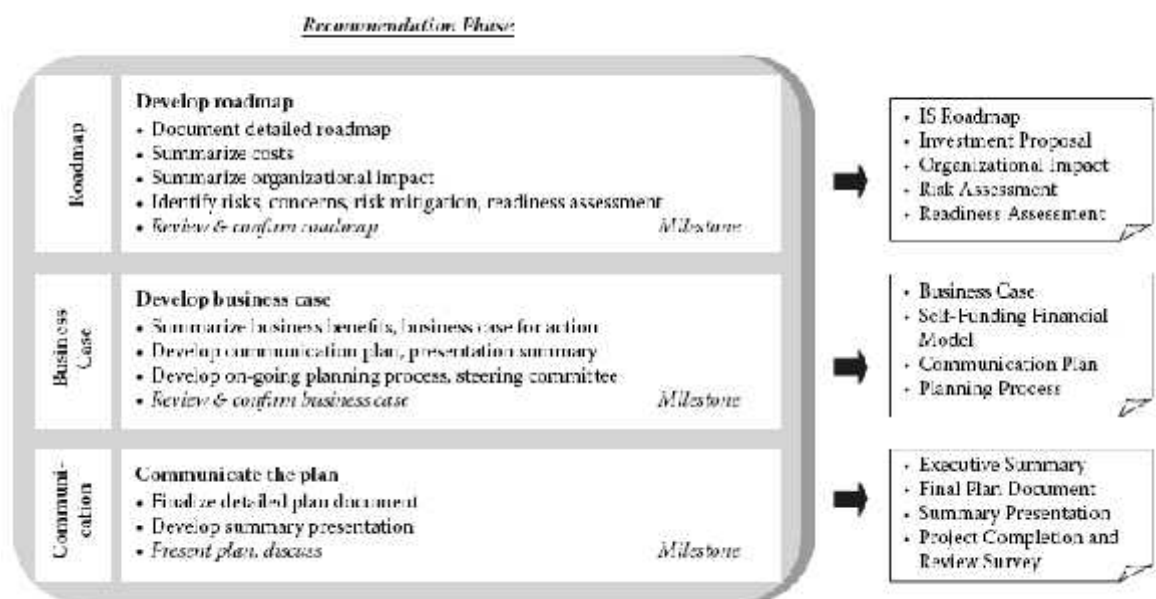 Recommendation Phase
Roadmap
Develop roadmap
• Document detailed roadmap
• Summarize costs
• Summarize organizational impact
• Identify risks, concerns, risk mitigation, readiness assessment
• Review & confirm roadmap Milestone
• IS Roadmap
• Investment Proposal
• Organizational Impact
• Risk Assessment
• Readiness Assessment
Business
Case
Develop business case
• Summarize business benefits, business case for action
• Develop communication plan, presentation summary
• Develop on-going planning process, steering committee
• Review & confirm business case Milestone
• Business Case
• Self-Funding Financial
Model
• Communication Plan
• Planning Process
Communi-
cation
Communicate the plan
• Finalize detailed plan document
• Develop summary presentation
• Present plan, discuss Milestone
• Executive Summary
• Final Plan Document
• Summary Presentation
• Project Completion and
Review Survey